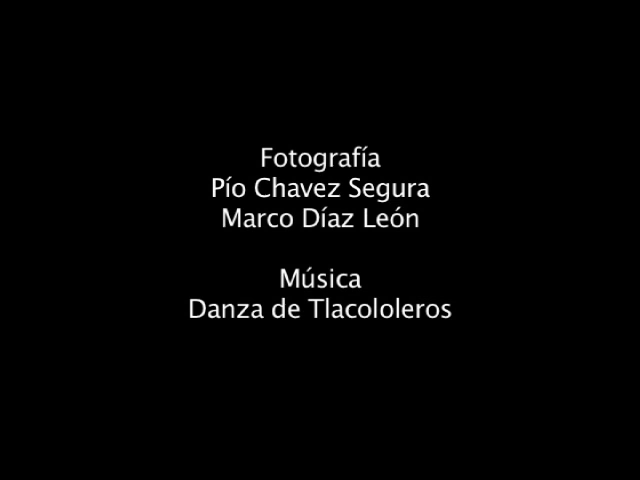 Fotografía
Pío Chavez Segura
Marco Díaz León
Música
Danza de Tlacololeros